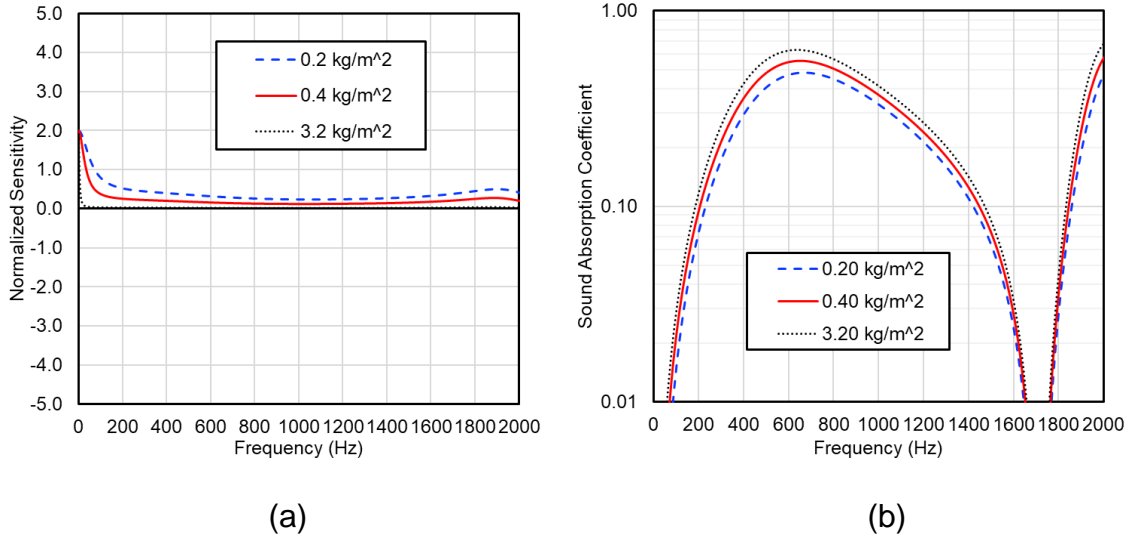 5.0
4.0
3.0
2.0
1.0
0.0
-1.0
-2.0
-3.0
-4.0
-5.0
Normalized Sensitivity
0.2 kg/m^2
0.4 kg/m^2
3.2 kg/m^2
0 200 400 600 800 1000 1200 1400 1600 1800 2000
Frequency (Hz)
(a)
1.00
0.10
0.01
Sound Absorption Coefficient
0.20 kg/m^2
0.40 kg/m^2
3.20 kg/m^2
0 200 400 600 800 1000 1200 1400 1600 1800 2000
Frequency (Hz)
(b)